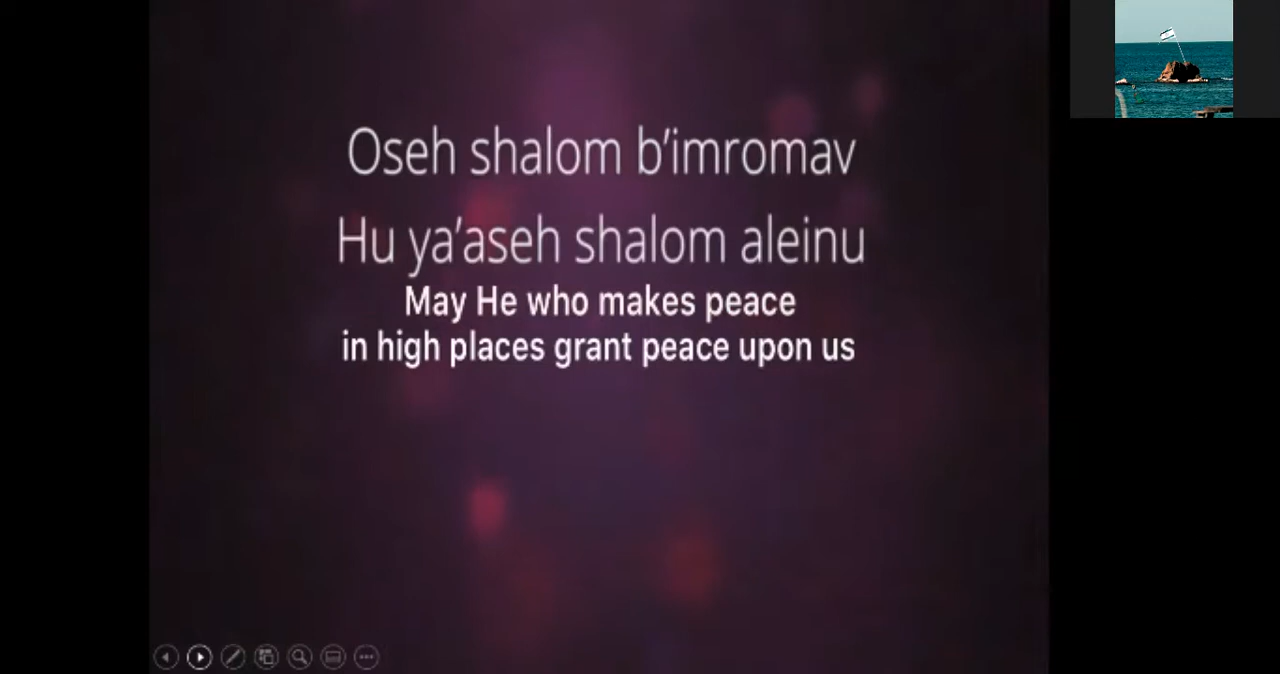 Oseh shalom b’imromav
Hu ya’aseh shalom aleinu
May He who makes peace
in high places grant peace upon us